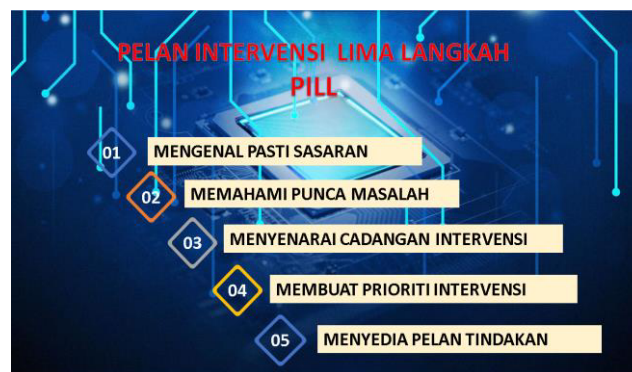 PELAN INTERVENSI LIMA LANGKAH
PILL
01 MENGENAL PASTI SASARAN
02 MEMAHAMI PUNCA MASALAH
03 MENYENARAI CADANGAN INTERVENSI
04 MEMBUAT PRIORITI INTERVENSI
05 MENYEDIA PELAN TINDAKAN